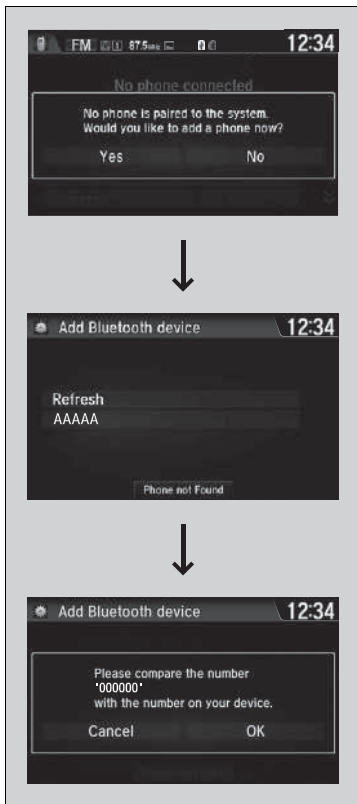 FM 87.5MHz 12:34
No phone connected
No phone is paired to the system.
Would you like to add a phone now?
Yes No
Add Bluetooth device 12:34
Refresh
AAAAA
Phone not Found
Add Bluetooth device 12:34
Please compare the number
'000000'
with the number on your device.
Cancel OK